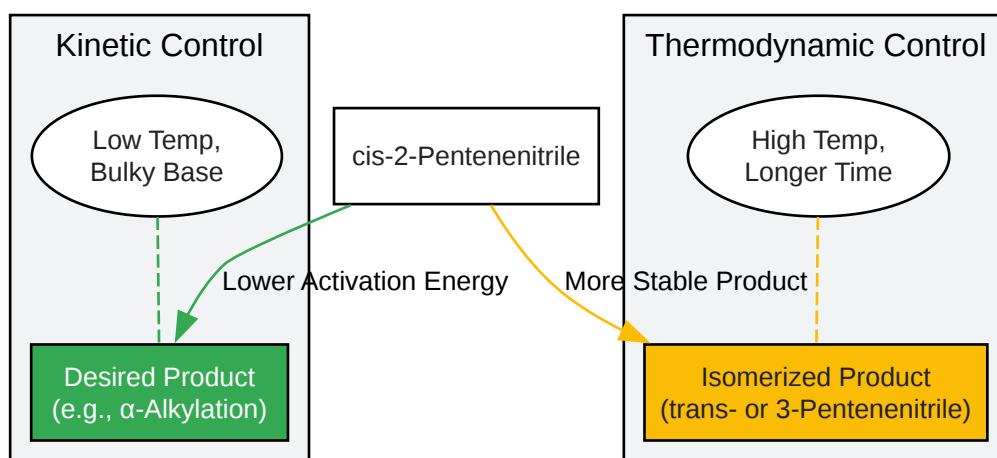 Kinetic Control
Thermodynamic Control
Low Temp,
Bulky Base
cis-2-Pentenenitrile
High Temp,
Longer Time
Lower Activation Energy
More Stable Product
Desired Product
(e.g., α-Alkylation)
Isomerized Product
(trans- or 3-Pentenenitrile)